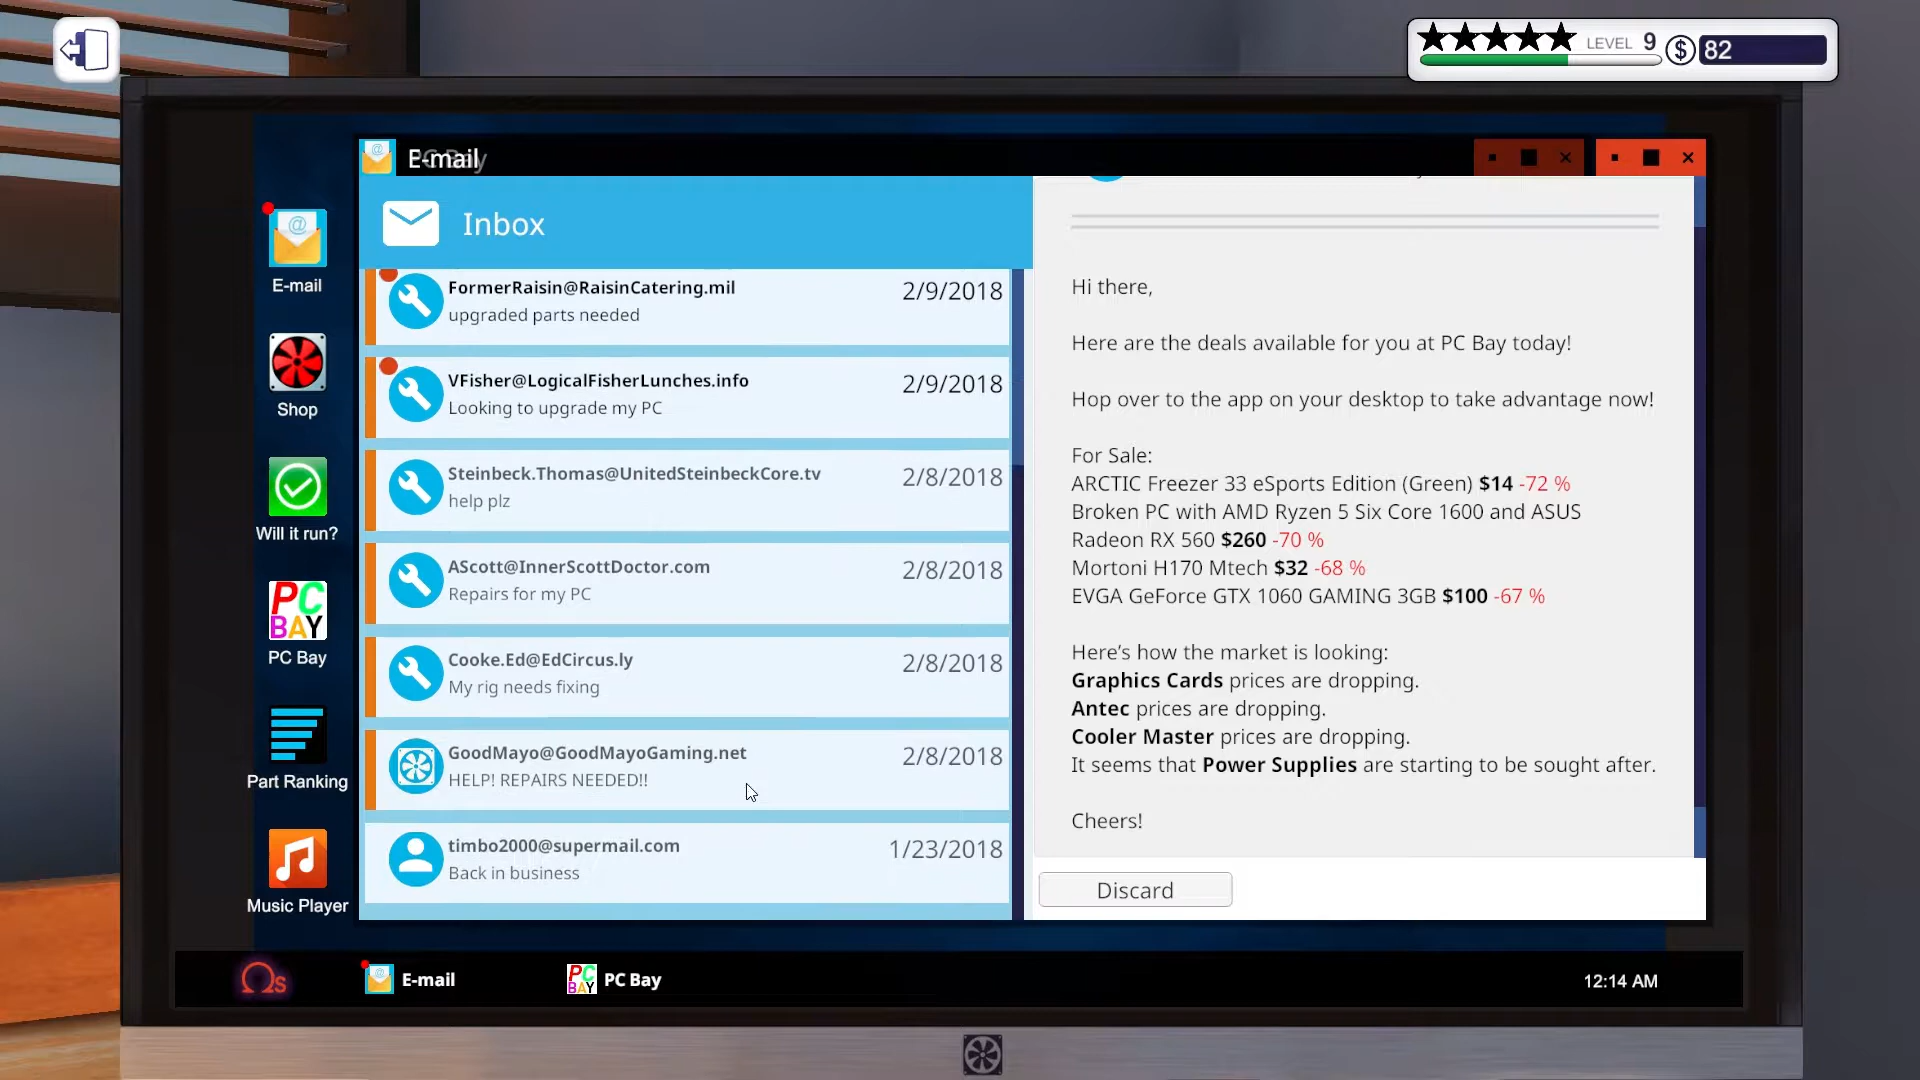 ★★★★★ LEVEL 9 $ 82
E-mail
Inbox
FormerRaisin@RaisinCatering.mil 2/9/2018
upgraded parts needed
VFisher@LogicalFisherLunches.info 2/9/2018
Looking to upgrade my PC
Steinbeck.Thomas@UnitedSteinbeckCore.tv 2/8/2018
help plz
AScott@InnerScottDoctor.com 2/8/2018
Repairs for my PC
Cooke.Ed@EdCircus.ly 2/8/2018
My rig needs fixing
GoodMayo@GoodMayoGaming.net 2/8/2018
HELP! REPAIRS NEEDED!!
timbo2000@supermail.com 1/23/2018
Back in business
Hi there,
Here are the deals available for you at PC Bay today!
Hop over to the app on your desktop to take advantage now!
For Sale:
ARCTIC Freezer 33 eSports Edition (Green) $14 -72 %
Broken PC with AMD Ryzen 5 Six Core 1600 and ASUS
Radeon RX 560 $260 -70 %
Mortoni H170 Mtech $32 -68 %
EVGA GeForce GTX 1060 GAMING 3GB $100 -67 %
Here's how the market is looking:
Graphics Cards prices are dropping.
Antec prices are dropping.
Cooler Master prices are dropping.
It seems that Power Supplies are starting to be sought after.
Cheers!
Discard
E-mail
Shop
Will it run?
PC
BAY
PC Bay
Part Ranking
Music Player
Ωs
E-mail
PC
BAY
PC Bay
12:14 AM